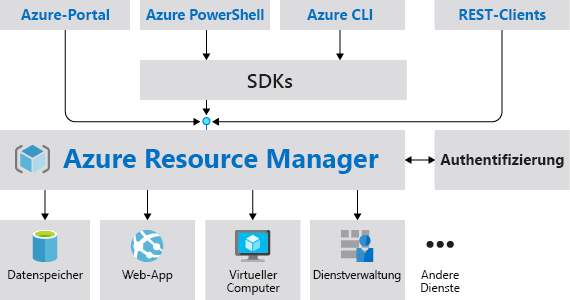 Azure-Portal
Azure PowerShell
Azure CLI
REST-Clients
SDKs
Azure Resource Manager
Authentifizierung
Datenspeicher
Web-App
Virtueller
Computer
Dienstverwaltung
Andere
Dienste